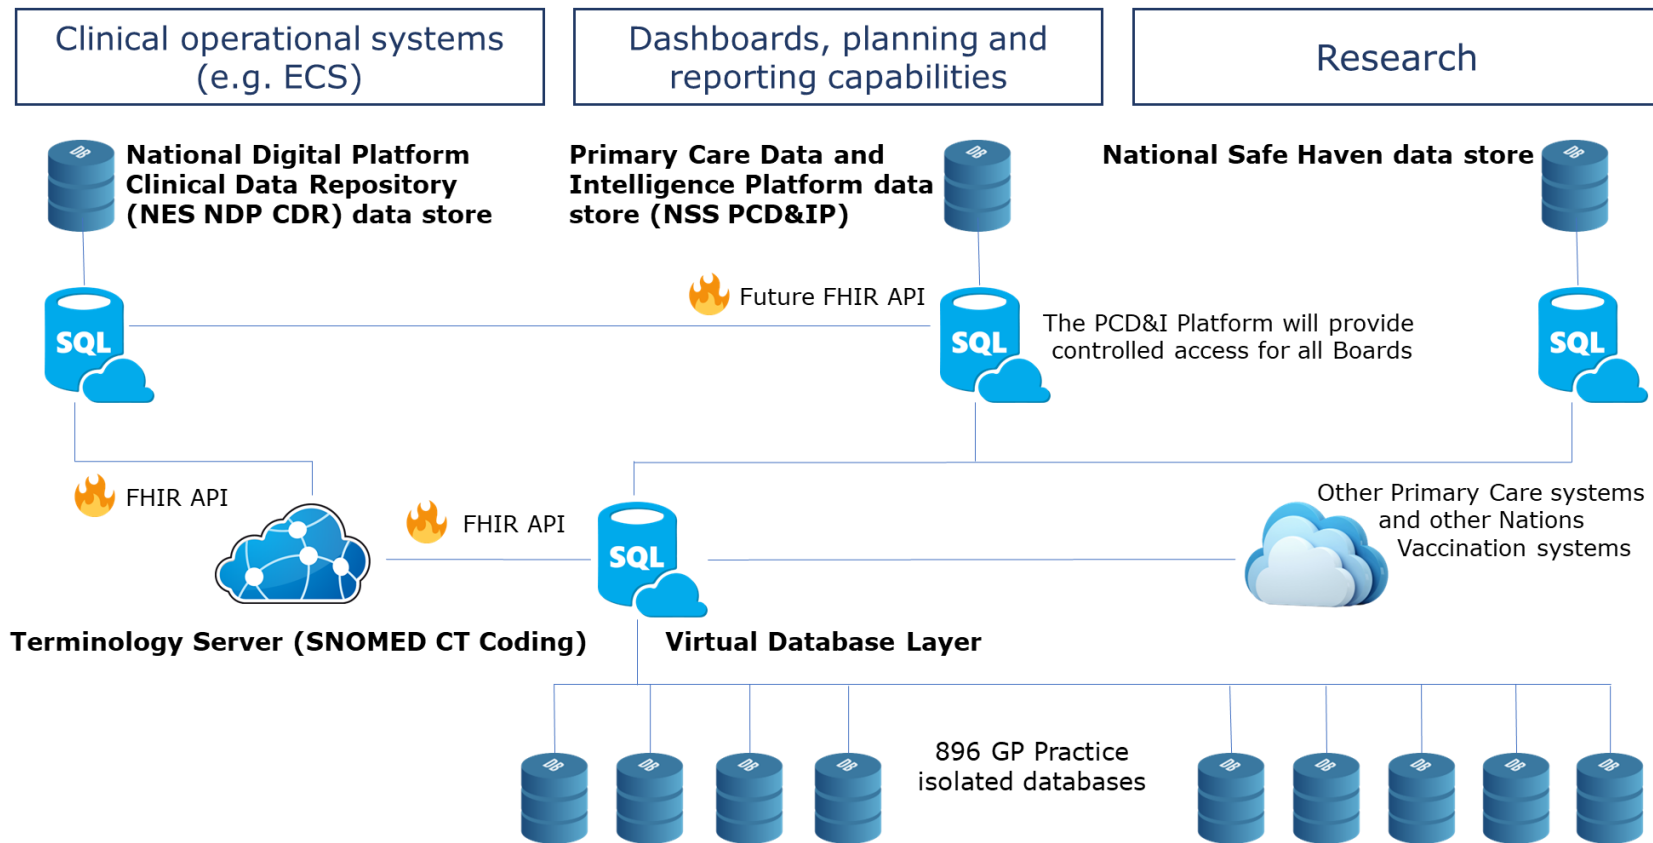 Clinical operational systems
(e.g. ECS)
Dashboards, planning and
reporting capabilities
Research
DB
National Digital Platform
Clinical Data Repository
(NES NDP CDR) data store
Primary Care Data and
Intelligence Platform data
store (NSS PCD&IP)
DB
National Safe Haven data store
DB
SQL
Future FHIR API
SQL
The PCD&I Platform will provide
controlled access for all Boards
SQL
FHIR API
FHIR API
SQL
Other Primary Care systems
and other Nations
Vaccination systems
Terminology Server (SNOMED CT Coding)
Virtual Database Layer
DB
DB
DB
DB
896 GP Practice
isolated databases
DB
DB
DB
DB
DB